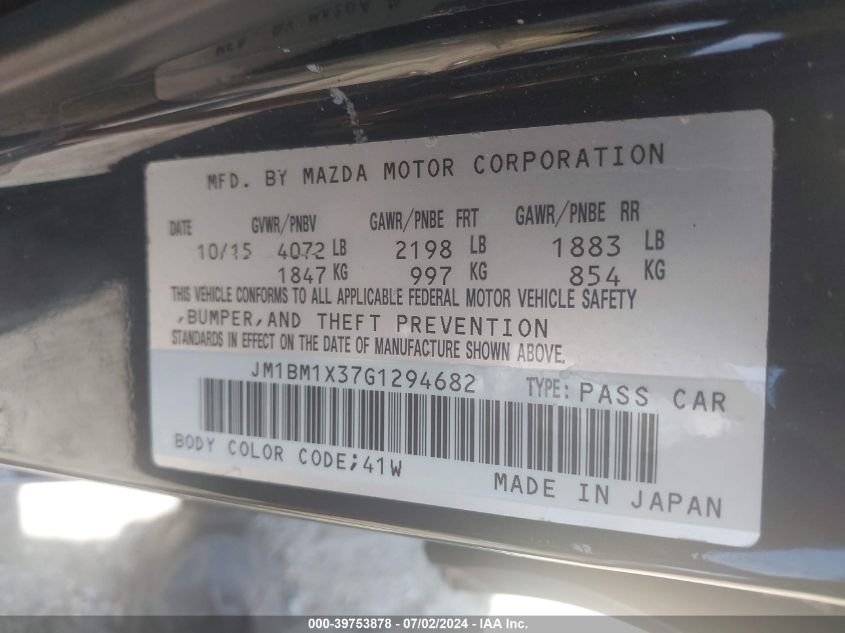 MFD. BY MAZDA MOTOR CORPORATION
DATE GVWR/PNBV GAWR/PNBE FRT GAWR/PNBE RR
10/15 4072 LB 2198 LB 1883 LB
1847 KG 997 KG 854 KG
THIS VEHICLE CONFORMS TO ALL APPLICABLE FEDERAL MOTOR VEHICLE SAFETY
,BUMPER,AND THEFT PREVENTION
STANDARDS IN EFFECT ON THE DATE OF MANUFACTURE SHOWN ABOVE.
JM1BM1X37G1294682 TYPE: PASS CAR
BODY COLOR CODE;41W
MADE IN JAPAN
000-39753878 - 07/02/2024 - IAA Inc.